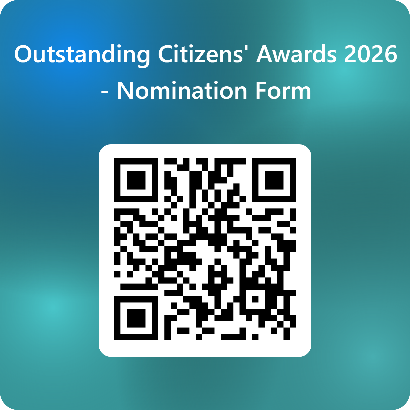 Outstanding Citizens' Awards 2026
- Nomination Form